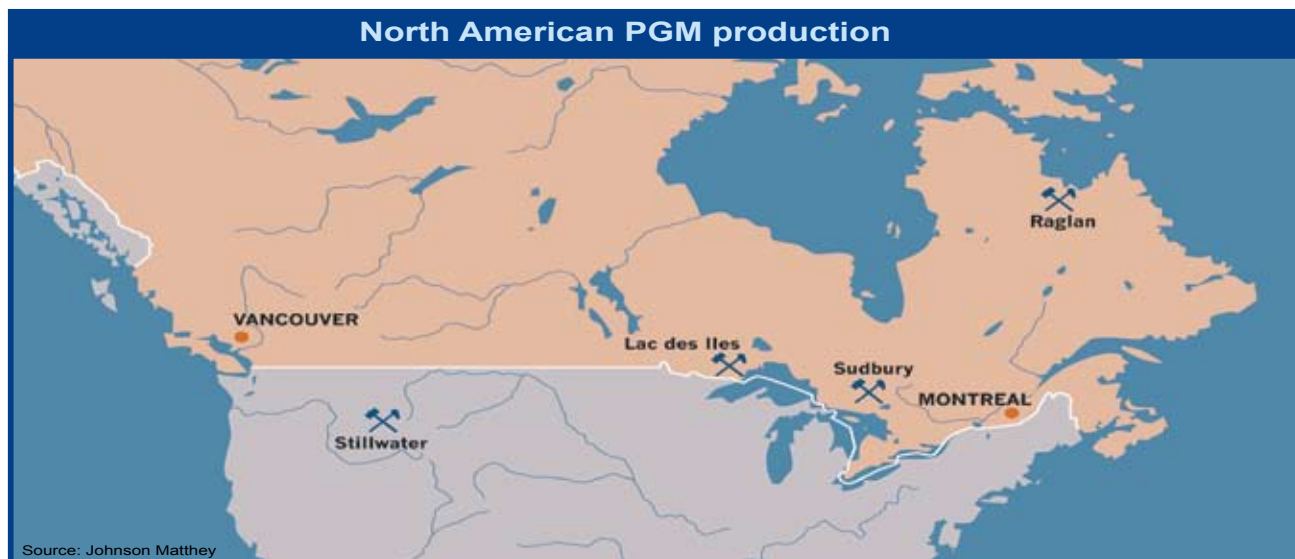 North American PGM production
Raglan
VANCOUVER
Lac des Iles
Sudbury
MONTREAL
Stillwater
Source: Johnson Matthey